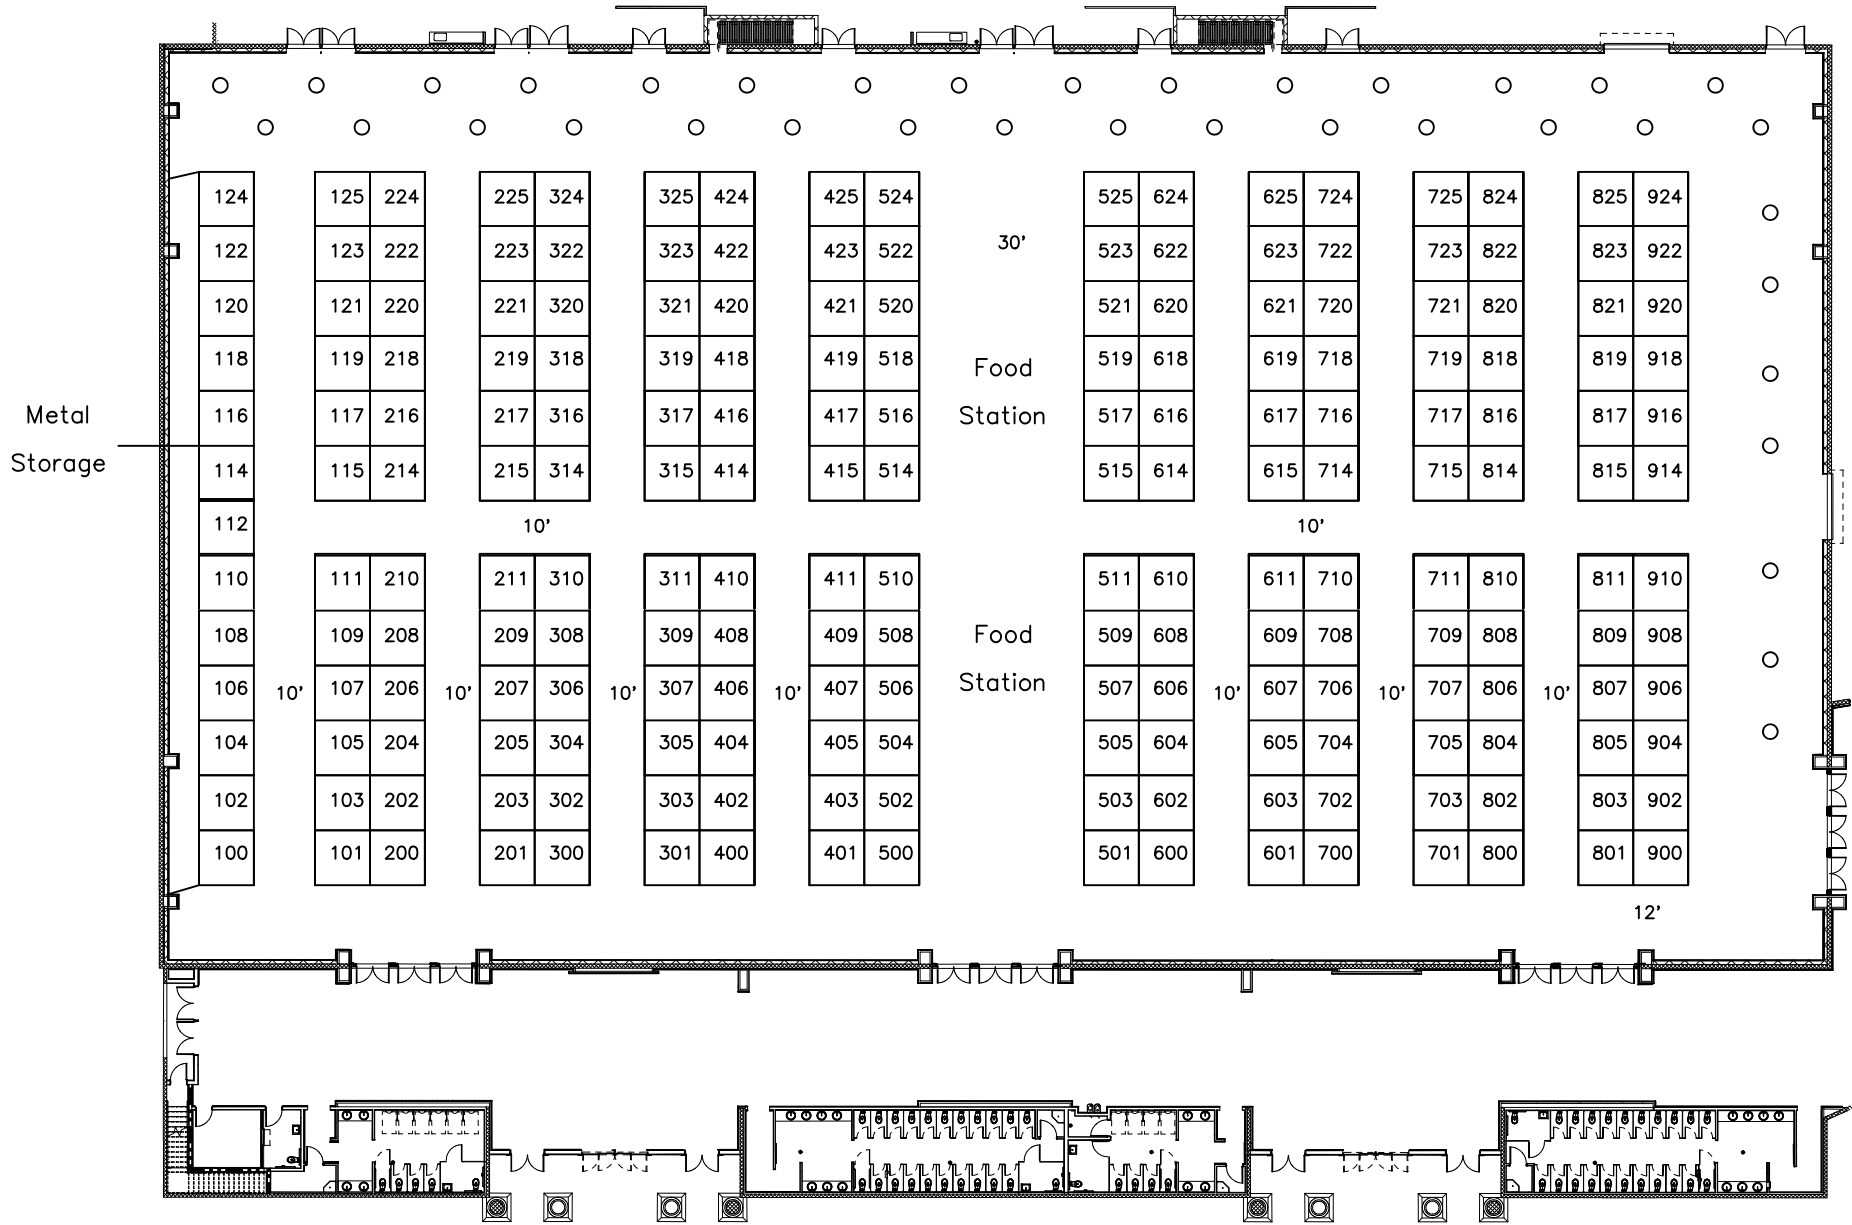 124 125 224 225 324 325 424 425 524 525 624 625 724 725 824 825 924
30'
122 123 222 223 322 323 422 423 522 523 622 623 722 723 822 823 922
120 121 220 221 320 321 420 421 520 521 620 621 720 721 820 821 920
118 119 218 219 318 319 418 419 518 519 618 619 718 719 818 819 918
Food
Station
Metal
Storage
116 117 216 217 316 317 416 417 516 517 616 617 716 717 816 817 916
114 115 214 215 314 315 414 415 514 515 614 615 714 715 814 815 914
112 10' 10'
110 111 210 211 310 311 410 411 510 511 610 611 710 711 810 811 910
108 109 208 209 308 309 408 409 508 509 608 609 708 709 808 809 908
Food
Station
106 10' 107 206 10' 207 306 10' 307 406 10' 407 506 507 606 10' 607 706 10' 707 806 10' 807 906
104 105 204 205 304 305 404 405 504 505 604 605 704 705 804 805 904
102 103 202 203 302 303 402 403 502 503 602 603 702 703 802 803 902
100 101 200 201 300 301 400 401 500 501 600 601 700 701 800 801 900
12'